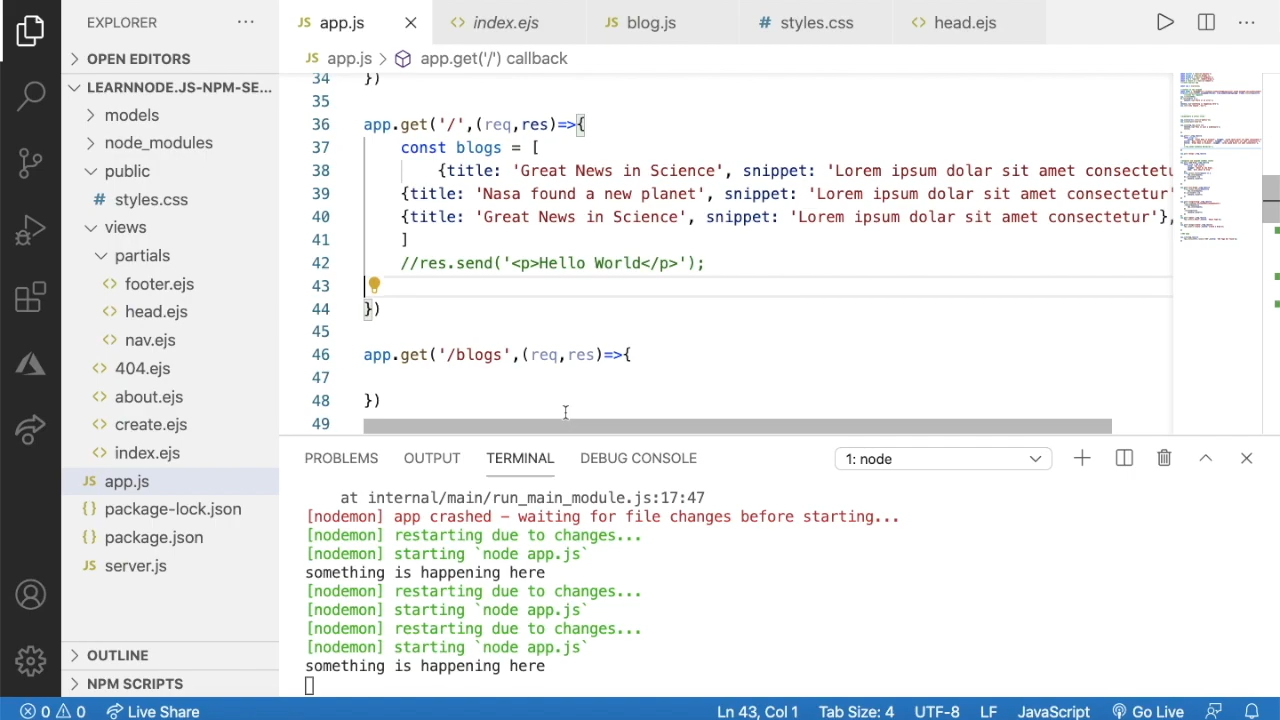 EXPLORER ···
JS app.js
<> index.ejs
JS blog.js
# styles.css
<> head.ejs
···
OPEN EDITORS
JS app.js > app.get('/') callback
LEARNNODE.JS-NPM-SE...
models
node_modules
public
# styles.css
views
partials
<> footer.ejs
<> head.ejs
<> nav.ejs
<> 404.ejs
<> about.ejs
<> create.ejs
<> index.ejs
JS app.js
{} package-lock.json
{} package.json
JS server.js
OUTLINE
NPM SCRIPTS
34 })
35
36 app.get('/',(req, res)=>{
37 const blogs = [
38 {title: 'Great News in Science', snippet: 'Lorem ipsum dolar sit amet consectetu
39 {title: 'I found a new planet', snippet: 'Lorem ipsum dolar sit amet consectetur'
40 {title: 'Great News in Science', snippet: 'Lorem ipsum dolar sit amet consectetur'},
41 ]
42 //res.send('<p>Hello World</p>');
43
44 })
45
46 app.get('/blogs',(req,res)=>{
47
48 })
49
PROBLEMS OUTPUT TERMINAL DEBUG CONSOLE 1: node
at internal/main/run_main_module.js:17:47
[nodemon] app crashed - waiting for file changes before starting...
[nodemon] restarting due to changes...
[nodemon] starting `node app.js`
something is happening here
[nodemon] restarting due to changes...
[nodemon] starting `node app.js`
[nodemon] restarting due to changes...
[nodemon] starting `node app.js`
something is happening here
0 0 Live Share Ln 43, Col 1 Tab Size: 4 UTF-8 LF JavaScript Go Live